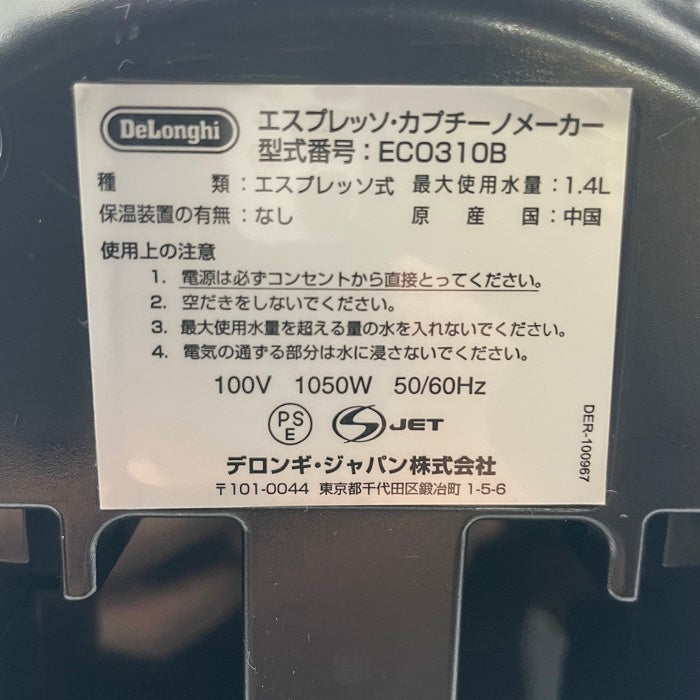 DeLonghi
エスプレッソ・カプチーノメーカー
型式番号：ECO310B
種類：エスプレッソ式 最大使用水量：1.4L
保温装置の有無：なし 原産国：中国
使用上の注意
1. 電源は必ずコンセントから直接とってください。
2. 空だきをしないでください。
3. 最大使用水量を超える量の水を入れないでください。
4. 電気の通ずる部分は水に浸さないでください。
100V 1050W 50/60Hz
PS
E
S JET
デロンギ・ジャパン株式会社
〒101-0044 東京都千代田区鍛冶町 1-5-6
DER-100967